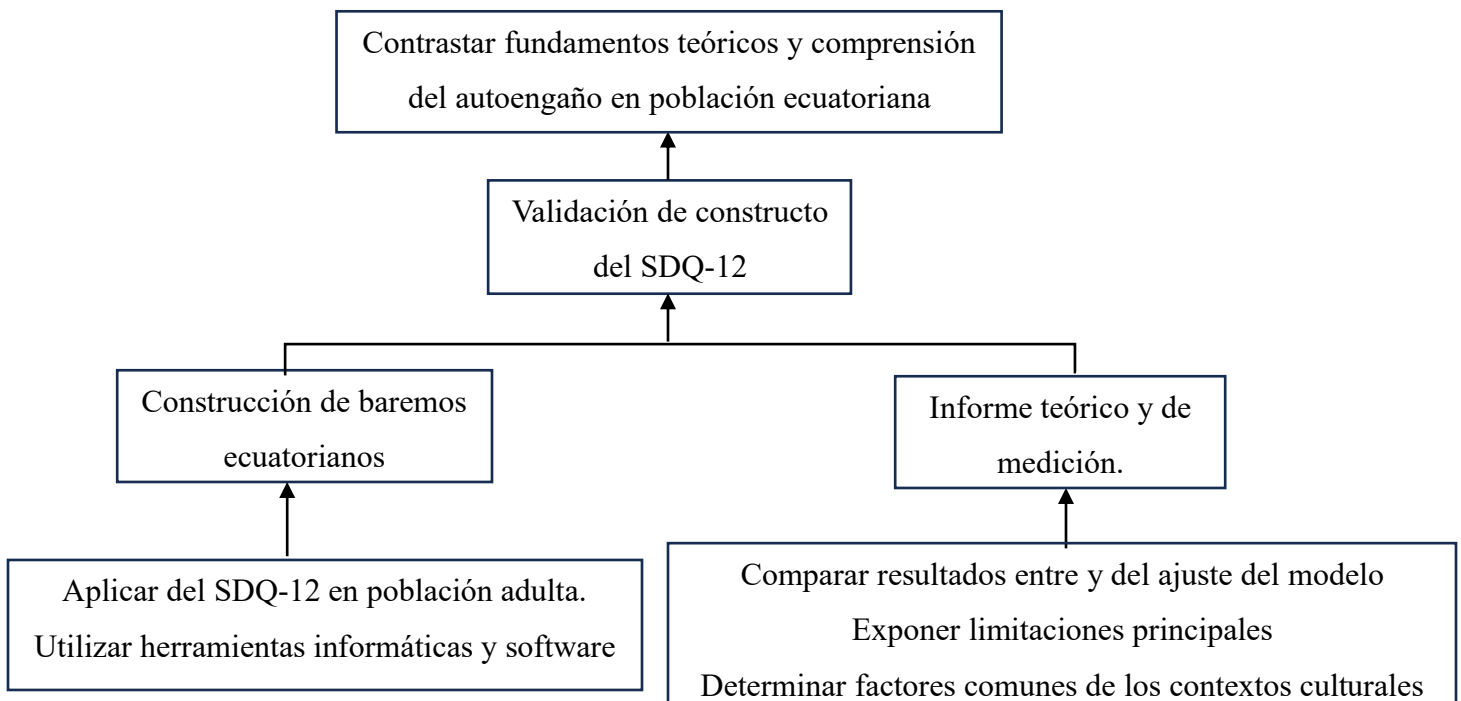 Contrastar fundamentos teóricos y comprensión
del autoengaño en población ecuatoriana
Validación de constructo
del SDQ-12
Construcción de baremos
ecuatorianos
Informe teórico y de
medición.
Aplicar del SDQ-12 en población adulta.
Utilizar herramientas informáticas y software
Comparar resultados entre y del ajuste del modelo
Exponer limitaciones principales
Determinar factores comunes de los contextos culturales